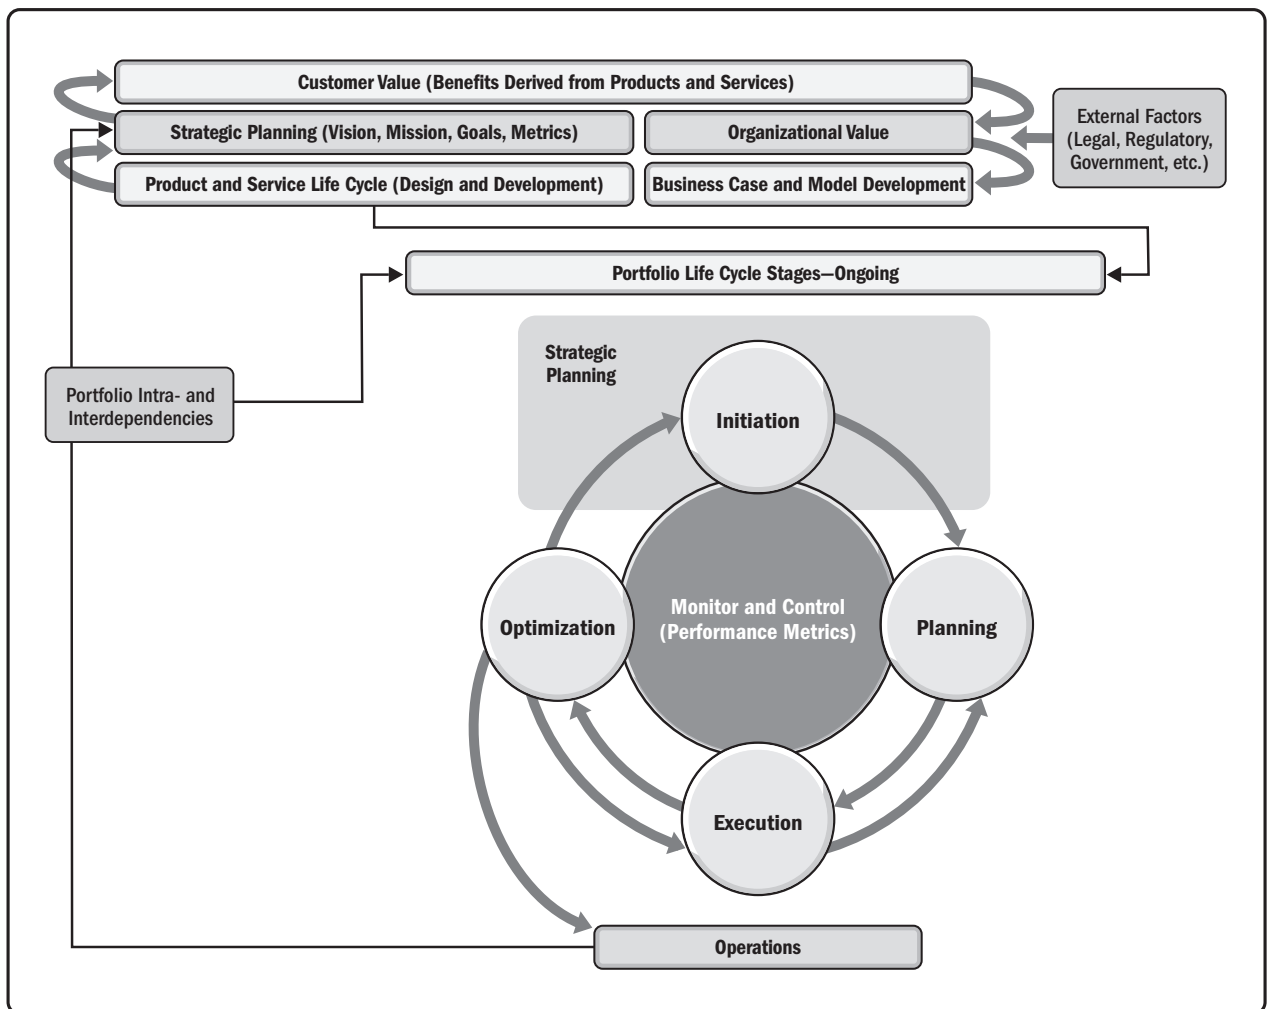 Customer Value (Benefits Derived from Products and Services)
Strategic Planning (Vision, Mission, Goals, Metrics)
Organizational Value
Product and Service Life Cycle (Design and Development)
Business Case and Model Development
External Factors
(Legal, Regulatory,
Government, etc.)
Portfolio Life Cycle Stages—Ongoing
Portfolio Intra- and
Interdependencies
Strategic
Planning
Initiation
Optimization
Monitor and Control
(Performance Metrics)
Planning
Execution
Operations